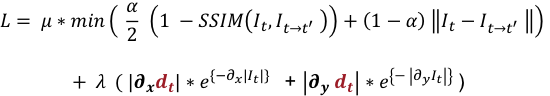 L = μ * min ( α/2 (1 − SSIM(I_t, I_{t→t′})) + (1 − α) ‖I_t − I_{t→t′}‖)
+ λ ( |∂_x d_t| * e^{−∂_x|I_t|} + |∂_y d_t| * e^{−|∂_y I_t|} )